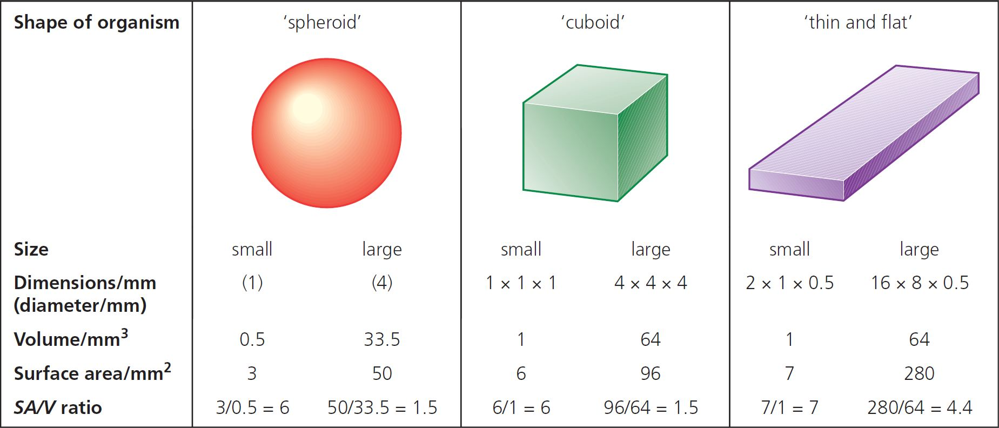 Shape of organism ‘spheroid’ ‘cuboid’ ‘thin and flat’
Size small large small large small large
Dimensions/mm (1) (4) 1 × 1 × 1 4 × 4 × 4 2 × 1 × 0.5 16 × 8 × 0.5
(diameter/mm)
Volume/mm³ 0.5 33.5 1 64 1 64
Surface area/mm² 3 50 6 96 7 280
SA/V ratio 3/0.5 = 6 50/33.5 = 1.5 6/1 = 6 96/64 = 1.5 7/1 = 7 280/64 = 4.4